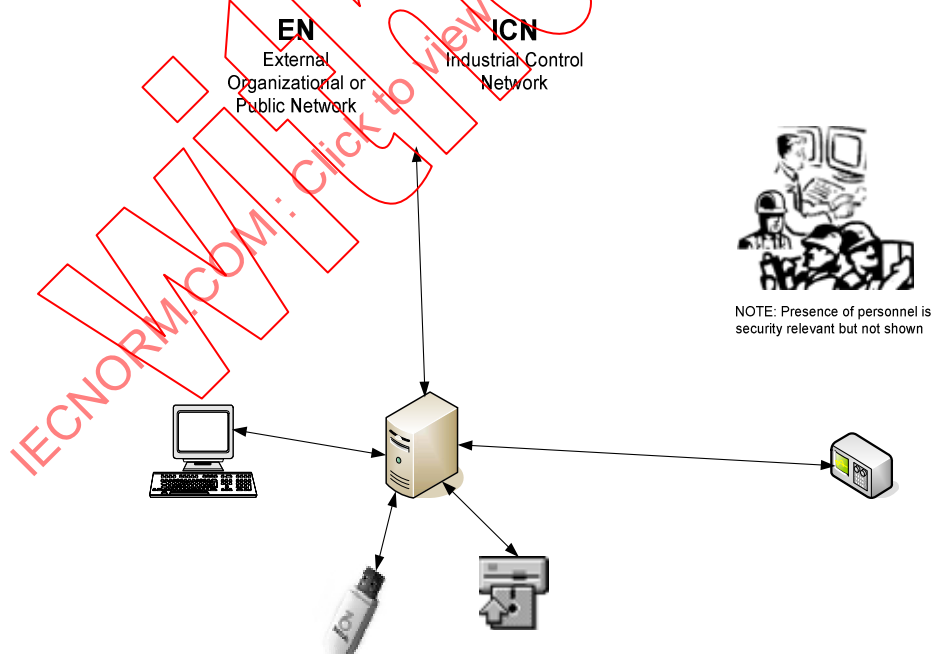 EN
External
Organizational or
Public Network
ICN
Industrial Control
Network
NOTE: Presence of personnel is
security relevant but not shown
IECNORM.COM : Click to view
With